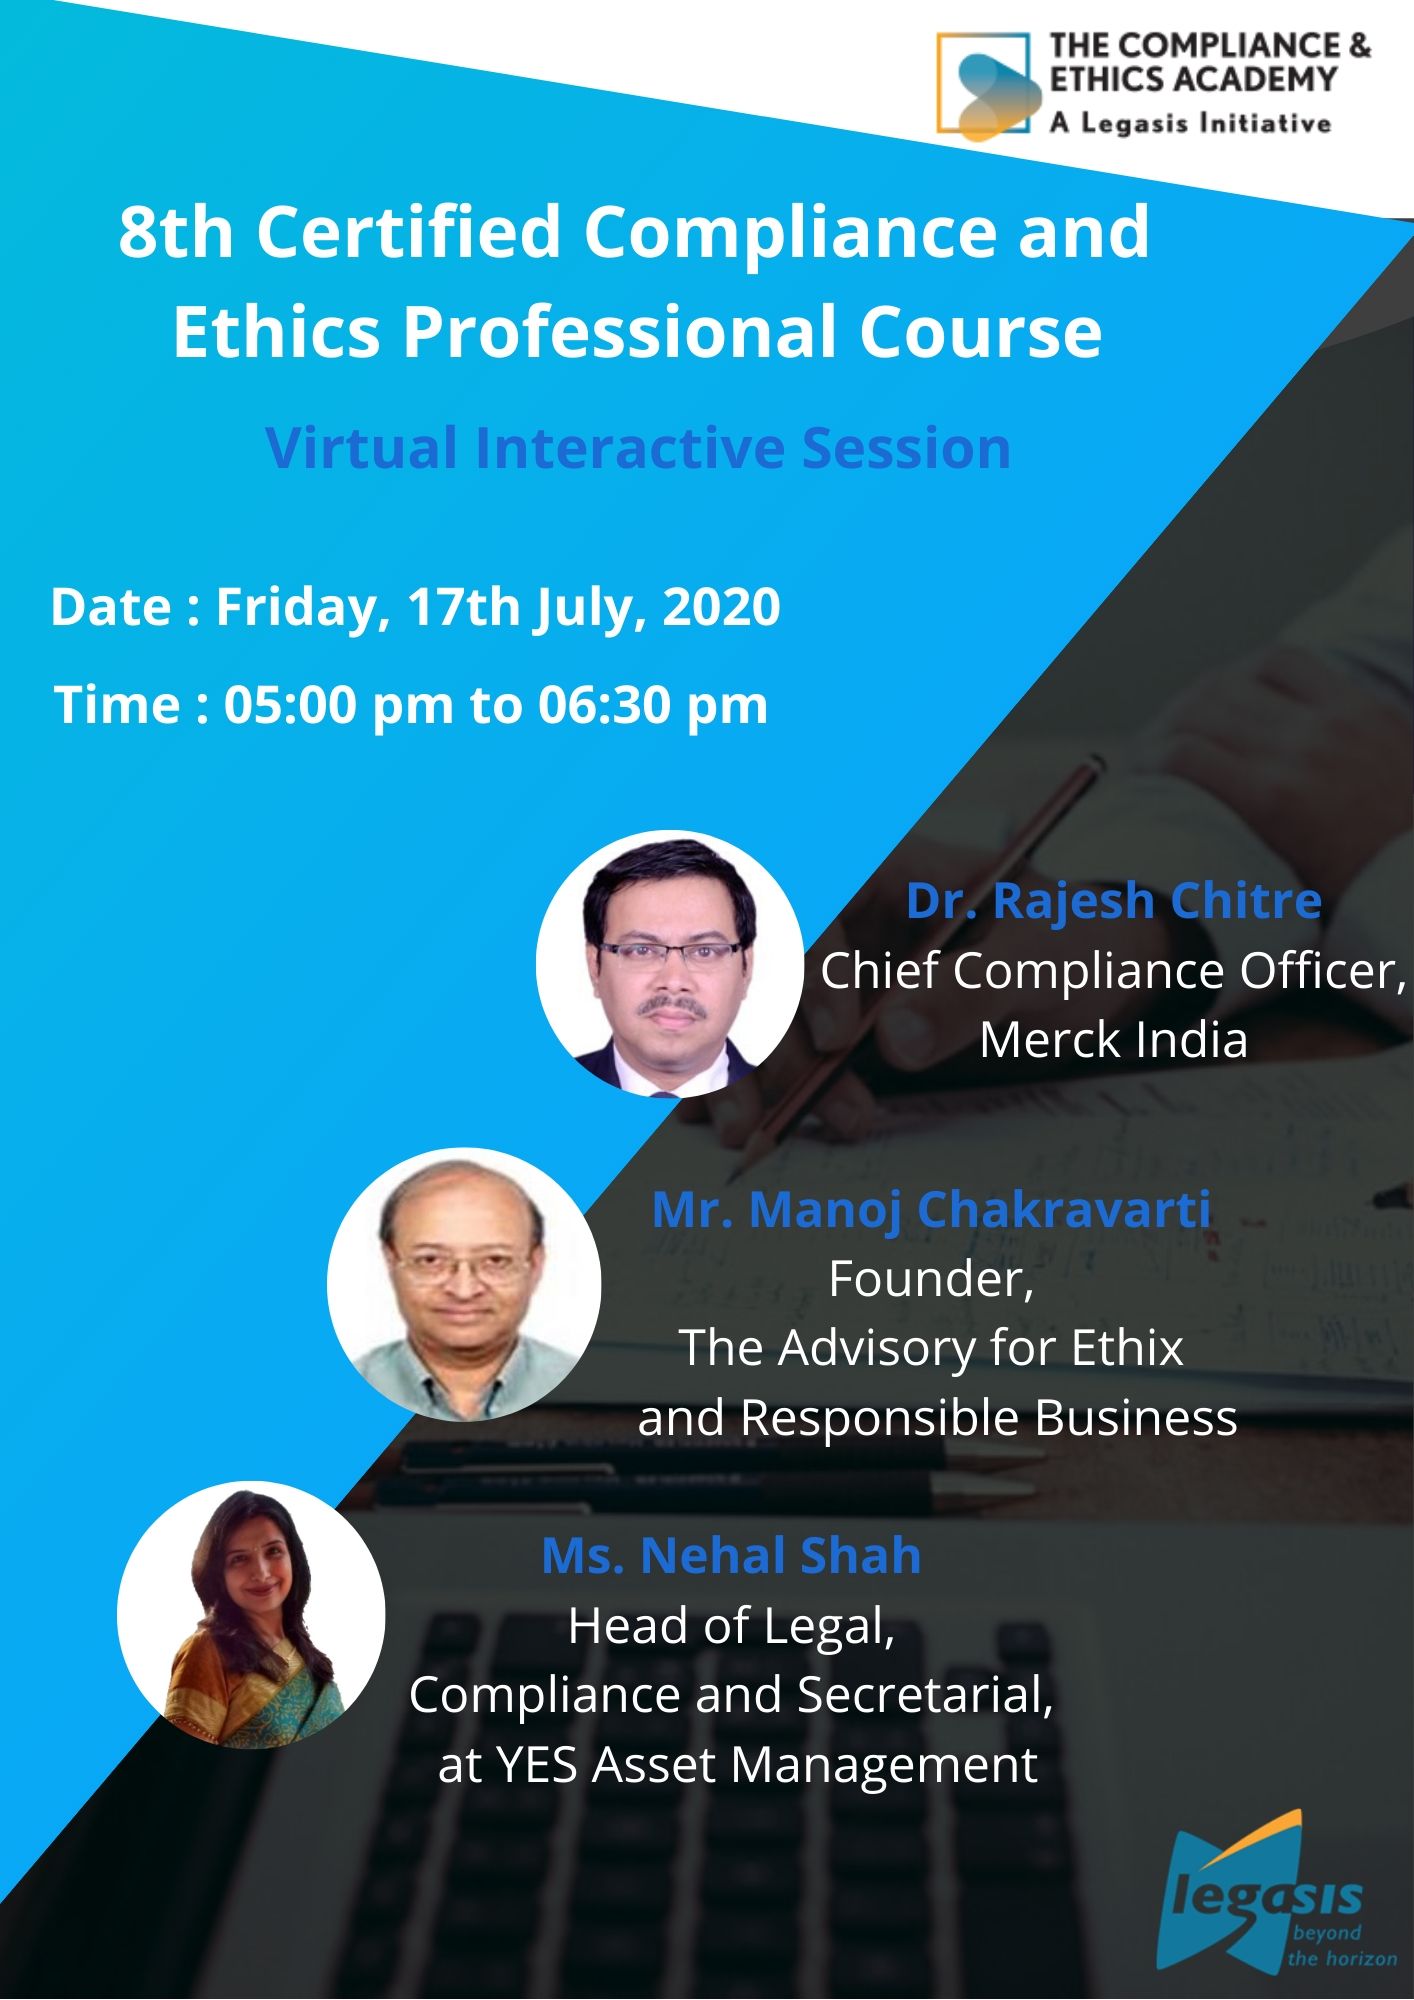 THE COMPLIANCE &
ETHICS ACADEMY
A Legasis Initiative
8th Certified Compliance and
Ethics Professional Course
Virtual Interactive Session
Date : Friday, 17th July, 2020
Time : 05:00 pm to 06:30 pm
Dr. Rajesh Chitre
Chief Compliance Officer,
Merck India
Mr. Manoj Chakravarti
Founder,
The Advisory for Ethix
and Responsible Business
Ms. Nehal Shah
Head of Legal,
Compliance and Secretarial,
at YES Asset Management
legasis
beyond
the horizon